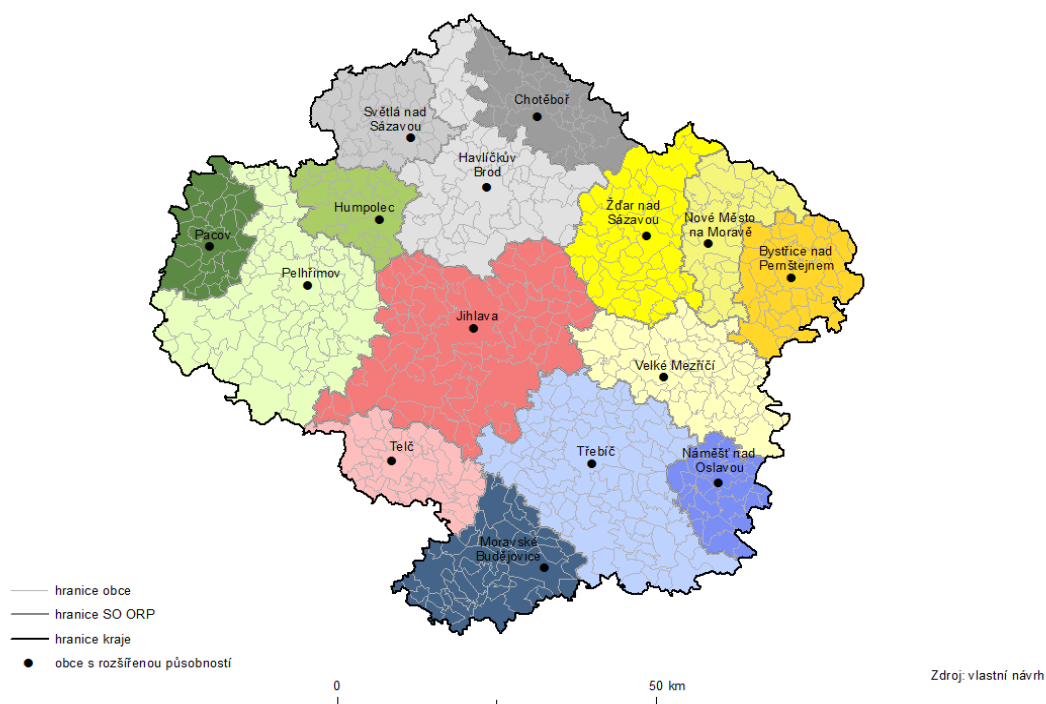 Chotěboř
Světlá nad
Sázavou
Havlíčkův
Brod
Humpolec
Žďar nad
Sázavou
Nové Město
na Moravě
Pacov
Bystřice nad
Pernštejnem
Pelhřimov
Jihlava
Velké Mezříčí
Telč
Třebíč
Náměšť nad
Oslavou
Moravské
Budějovice
hranice obce
hranice SO ORP
hranice kraje
obce s rozšířenou působností
Zdroj: vlastní návrh
0
50 km